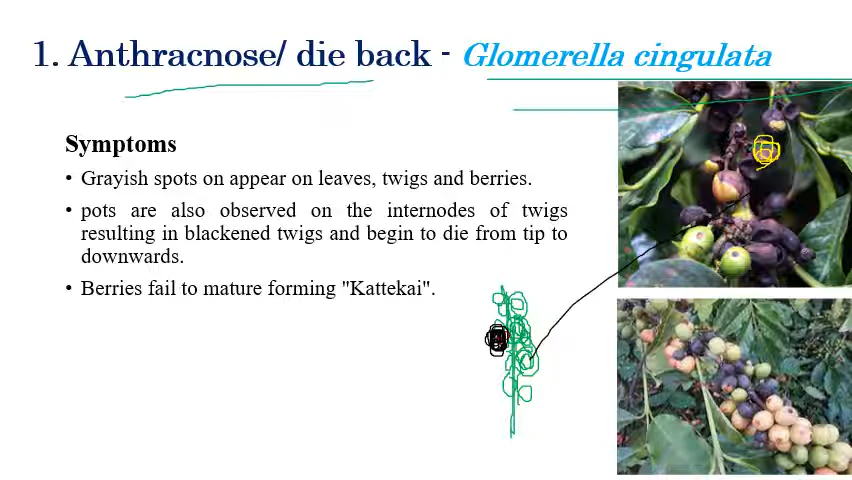 1. Anthracnose/ die back - Glomerella cingulata
Symptoms
• Grayish spots on appear on leaves, twigs and berries.
• pots are also observed on the internodes of twigs
resulting in blackened twigs and begin to die from tip to
downwards.
• Berries fail to mature forming "Kattekai".